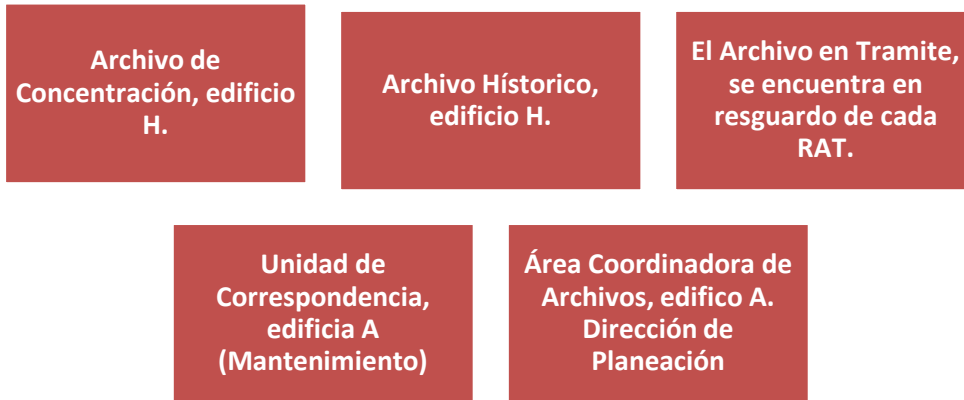 Archivo de
Concentración, edificio
H.
Archivo Hístorico,
edificio H.
El Archivo en Tramite,
se encuentra en
resguardo de cada
RAT.
Unidad de
Correspondencia,
edificia A
(Mantenimiento)
Área Coordinadora de
Archivos, edifico A.
Dirección de
Planeación